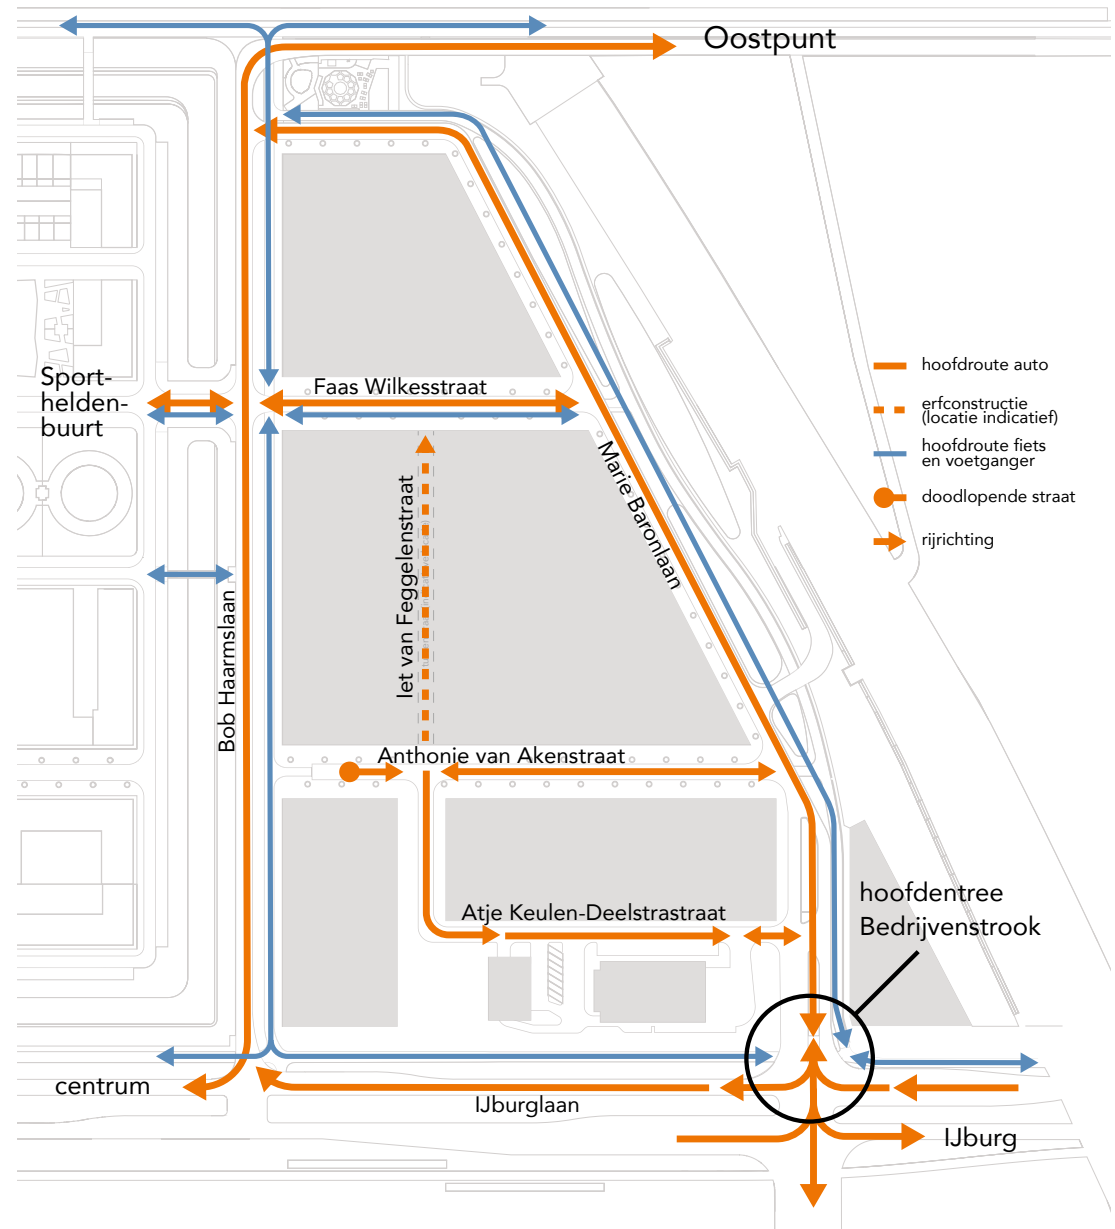 Oostpunt
Sport-
helden-
buurt
Faas Wilkesstraat
hoofdroute auto
erfconstructie
(locatie indicatief)
hoofdroute fiets
en voetganger
doodlopende straat
rijrichting
Marie Baronlaan
Iet van Feggelenstraat
Bob Haarmslaan
Anthonie van Akenstraat
Atje Keulen-Deelstrastraat
hoofdentree
Bedrijvenstrook
centrum
IJburglaan
IJburg